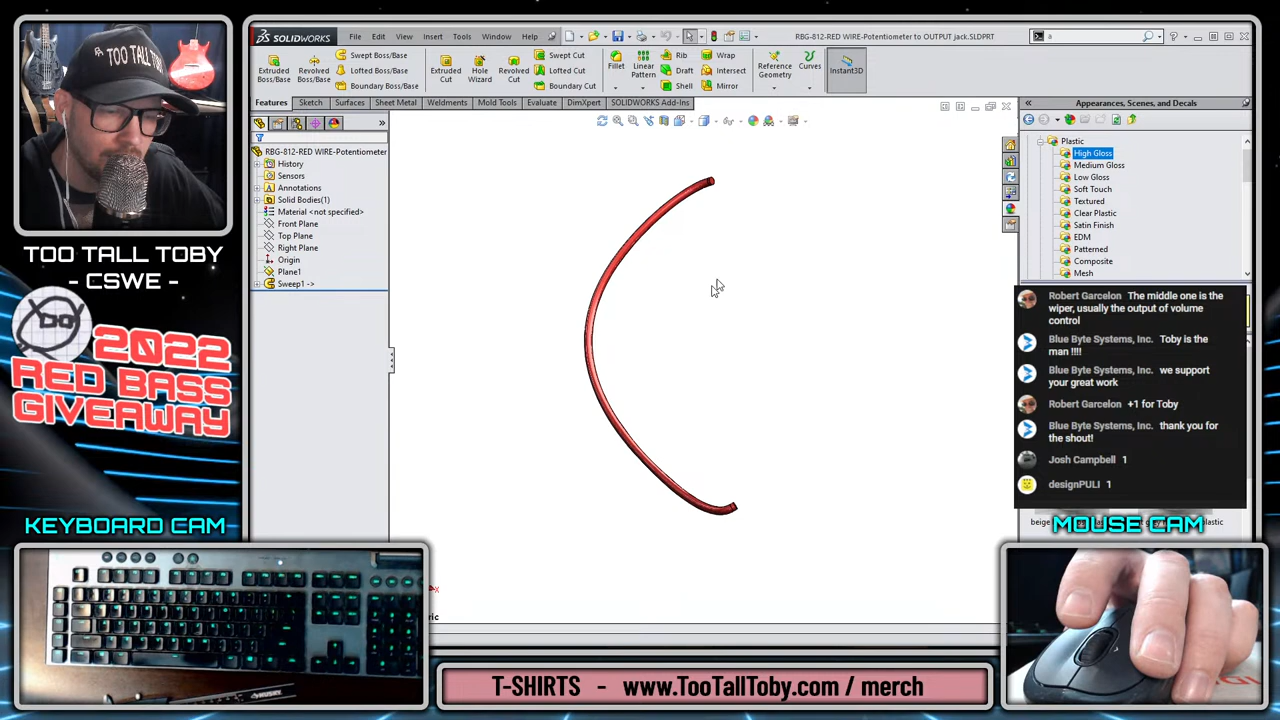 TOO TALL TOBY
TOO TALL TOBY
- CSWE -
2022
RED BASS
GIVEAWAY
KEYBOARD CAM
HUSKY
SOLIDWORKS
File
Edit
View
Insert
Tools
Window
Help
RBG-812-RED WIRE-Potentiometer to OUTPUT jack.SLDPRT
a
Extruded Boss/Base
Revolved Boss/Base
Swept Boss/Base
Lofted Boss/Base
Boundary Boss/Base
Extruded Cut
Hole Wizard
Revolved Cut
Swept Cut
Lofted Cut
Boundary Cut
Fillet
Linear Pattern
Rib
Draft
Shell
Wrap
Intersect
Mirror
Reference Geometry
Curves
Instant3D
Features
Sketch
Surfaces
Sheet Metal
Weldments
Mold Tools
Evaluate
DimXpert
SOLIDWORKS Add-Ins
RBG-812-RED WIRE-Potentiometer
History
Sensors
Annotations
Solid Bodies(1)
Material <not specified>
Front Plane
Top Plane
Right Plane
Origin
Plane1
Sweep1 ->
Appearances, Scenes, and Decals
Plastic
High Gloss
Medium Gloss
Low Gloss
Soft Touch
Textured
Clear Plastic
Satin Finish
EDM
Patterned
Composite
Mesh
Robert Garcelon The middle one is the
wiper, usually the output of volume
control
Blue Byte Systems, Inc. Toby is the
man !!!!
Blue Byte Systems, Inc. we support
your great work
Robert Garcelon +1 for Toby
Blue Byte Systems, Inc. thank you for
the shout!
Josh Campbell 1
designPULI 1
MOUSE CAM
T-SHIRTS - www.TooTallToby.com / merch